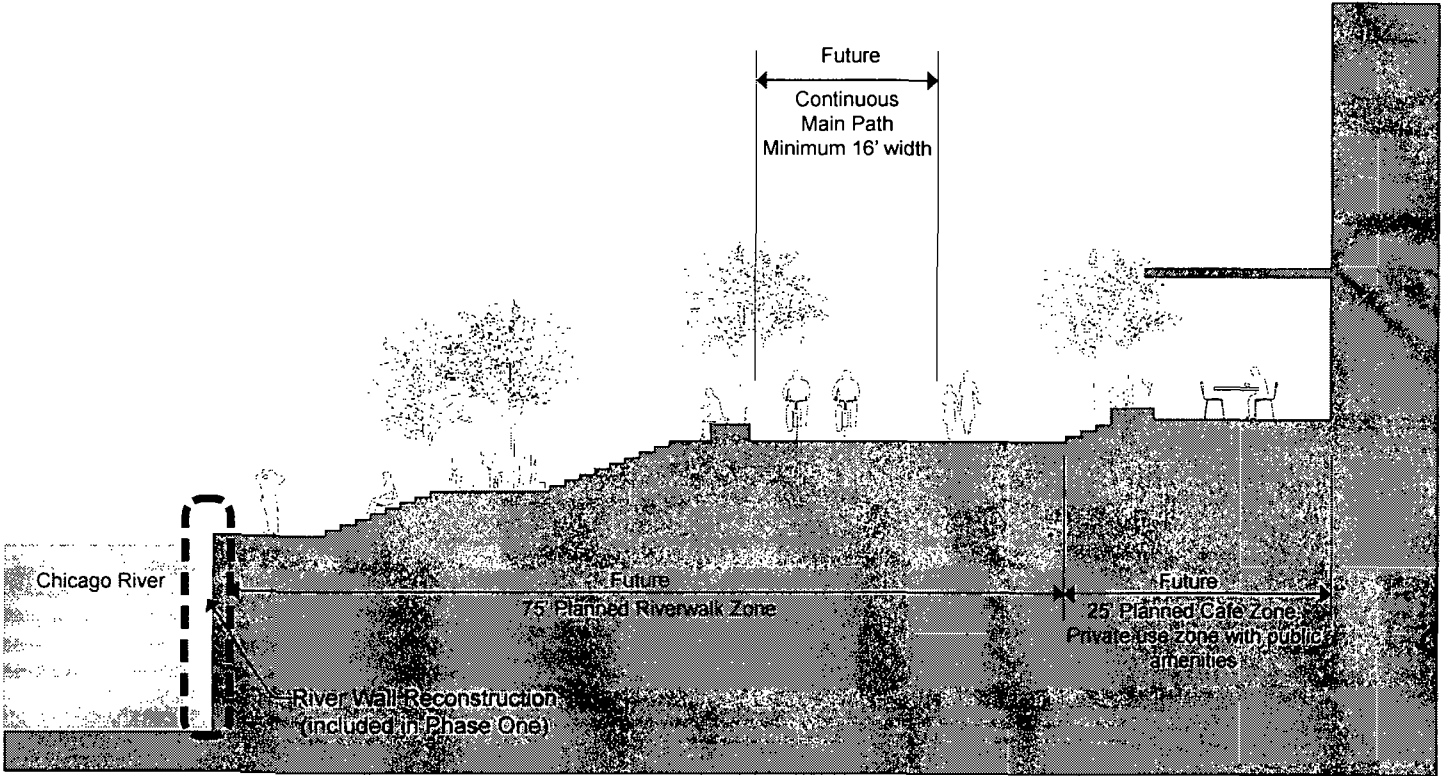 Future
Continuous
Main Path
Minimum 16' width
Chicago River
Future
75' Planned Riverwalk Zone
Future
25' Planned Cafe Zone
Private use zone with public
amenities
River Wall Reconstruction
(included in Phase One)